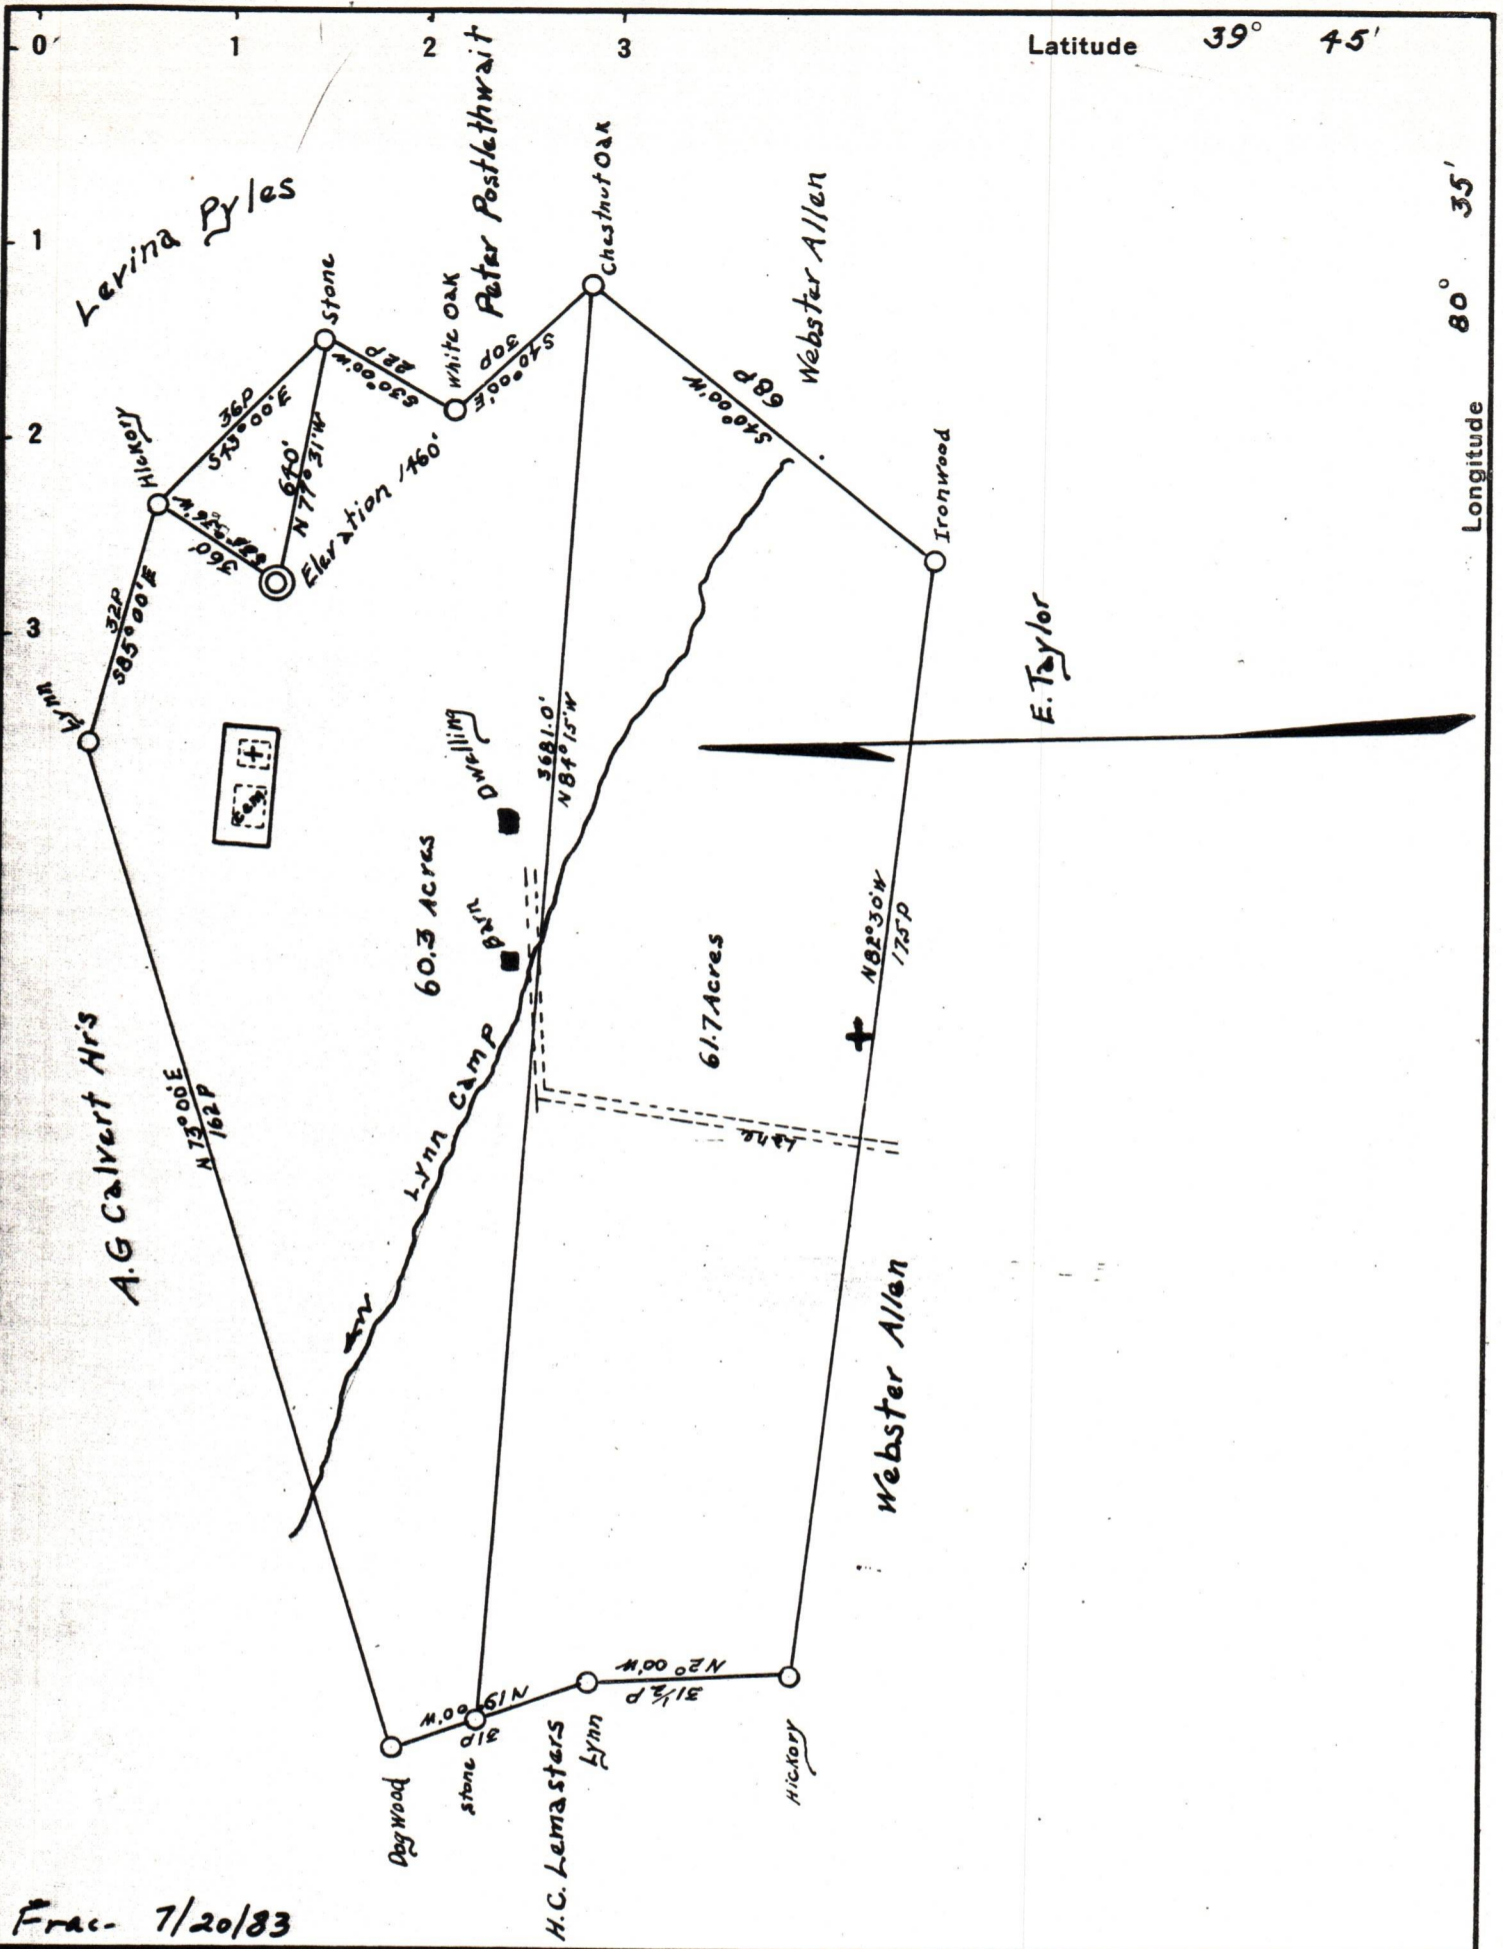 0'
1
2
3
Latitude 39° 45'
1
2
3
80° 35'
Longitude
Levina Pyles
Peter Postlethwait
Webster Allen
E. Taylor
Webster Allen
H.C. Lemasters
A.G Calvert Hrs
Stone
White Oak
Chestnut Oak
Ironwood
Hickory
Lynn
Stone
Dogwood
Lynn
Hickory
36P
S43°00'E
22P
S30°00'W
30P
S40°00'E
68P
S40°00'W
N82°30'W
175P
31½P
N2°00'W
31P
N19°00'W
N73°00'E
162P
32P
S85°00'E
360'
640'
N77°31'W
Elevation 1460'
3681.0'
N84°15'W
Dwelling
Barn
60.3 Acres
61.7 Acres
Lane
Lynn Camp
Cem.
Frac- 7/20/83